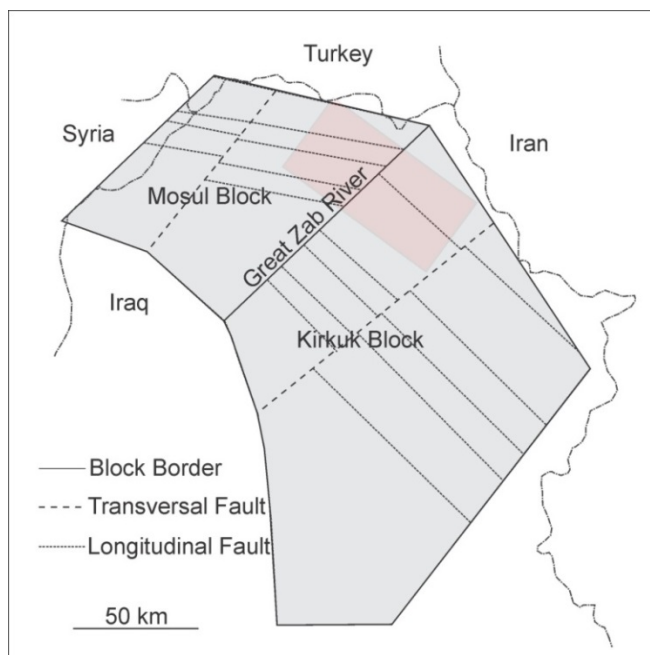 Turkey
Syria
Iran
Mosul Block
Great Zab River
Iraq
Kirkuk Block
Block Border
Transversal Fault
Longitudinal Fault
50 km